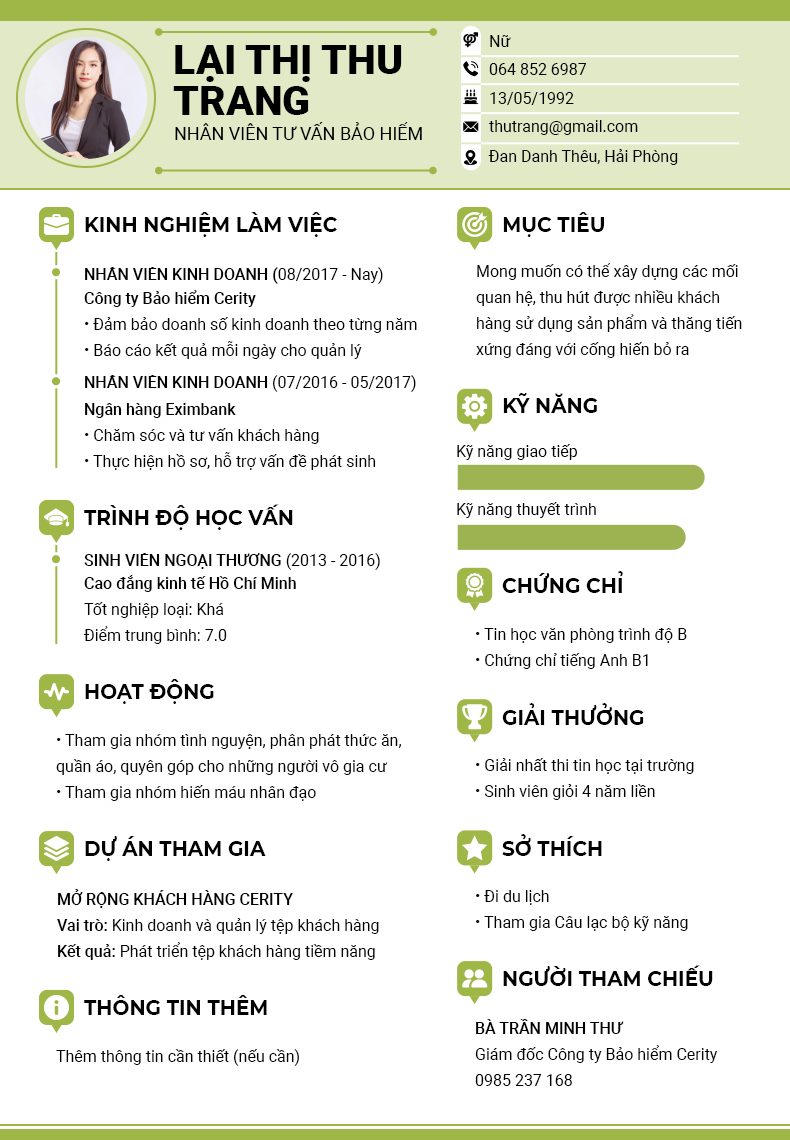 LẠI THỊ THU
TRANG
NHÂN VIÊN TƯ VẤN BẢO HIỂM
Nữ
064 852 6987
13/05/1992
thutrang@gmail.com
Đan Danh Thêu, Hải Phòng
KINH NGHIỆM LÀM VIỆC
NHÂN VIÊN KINH DOANH (08/2017 - Nay)
Công ty Bảo hiểm Cerity
• Đảm bảo doanh số kinh doanh theo từng năm
• Báo cáo kết quả mỗi ngày cho quản lý
NHÂN VIÊN KINH DOANH (07/2016 - 05/2017)
Ngân hàng Eximbank
• Chăm sóc và tư vấn khách hàng
• Thực hiện hồ sơ, hỗ trợ vấn đề phát sinh
TRÌNH ĐỘ HỌC VẤN
SINH VIÊN NGOẠI THƯƠNG (2013 - 2016)
Cao đẳng kinh tế Hồ Chí Minh
Tốt nghiệp loại: Khá
Điểm trung bình: 7.0
HOẠT ĐỘNG
• Tham gia nhóm tình nguyện, phân phát thức ăn,
quần áo, quyên góp cho những người vô gia cư
• Tham gia nhóm hiến máu nhân đạo
DỰ ÁN THAM GIA
MỞ RỘNG KHÁCH HÀNG CERITY
Vai trò: Kinh doanh và quản lý tệp khách hàng
Kết quả: Phát triển tệp khách hàng tiềm năng
THÔNG TIN THÊM
Thêm thông tin cần thiết (nếu cần)
MỤC TIÊU
Mong muốn có thể xây dựng các mối
quan hệ, thu hút được nhiều khách
hàng sử dụng sản phẩm và thăng tiến
xứng đáng với cống hiến bỏ ra
KỸ NĂNG
Kỹ năng giao tiếp
Kỹ năng thuyết trình
CHỨNG CHỈ
• Tin học văn phòng trình độ B
• Chứng chỉ tiếng Anh B1
GIẢI THƯỞNG
• Giải nhất thi tin học tại trường
• Sinh viên giỏi 4 năm liền
SỞ THÍCH
• Đi du lịch
• Tham gia Câu lạc bộ kỹ năng
NGƯỜI THAM CHIẾU
BÀ TRẦN MINH THƯ
Giám đốc Công ty Bảo hiểm Cerity
0985 237 168